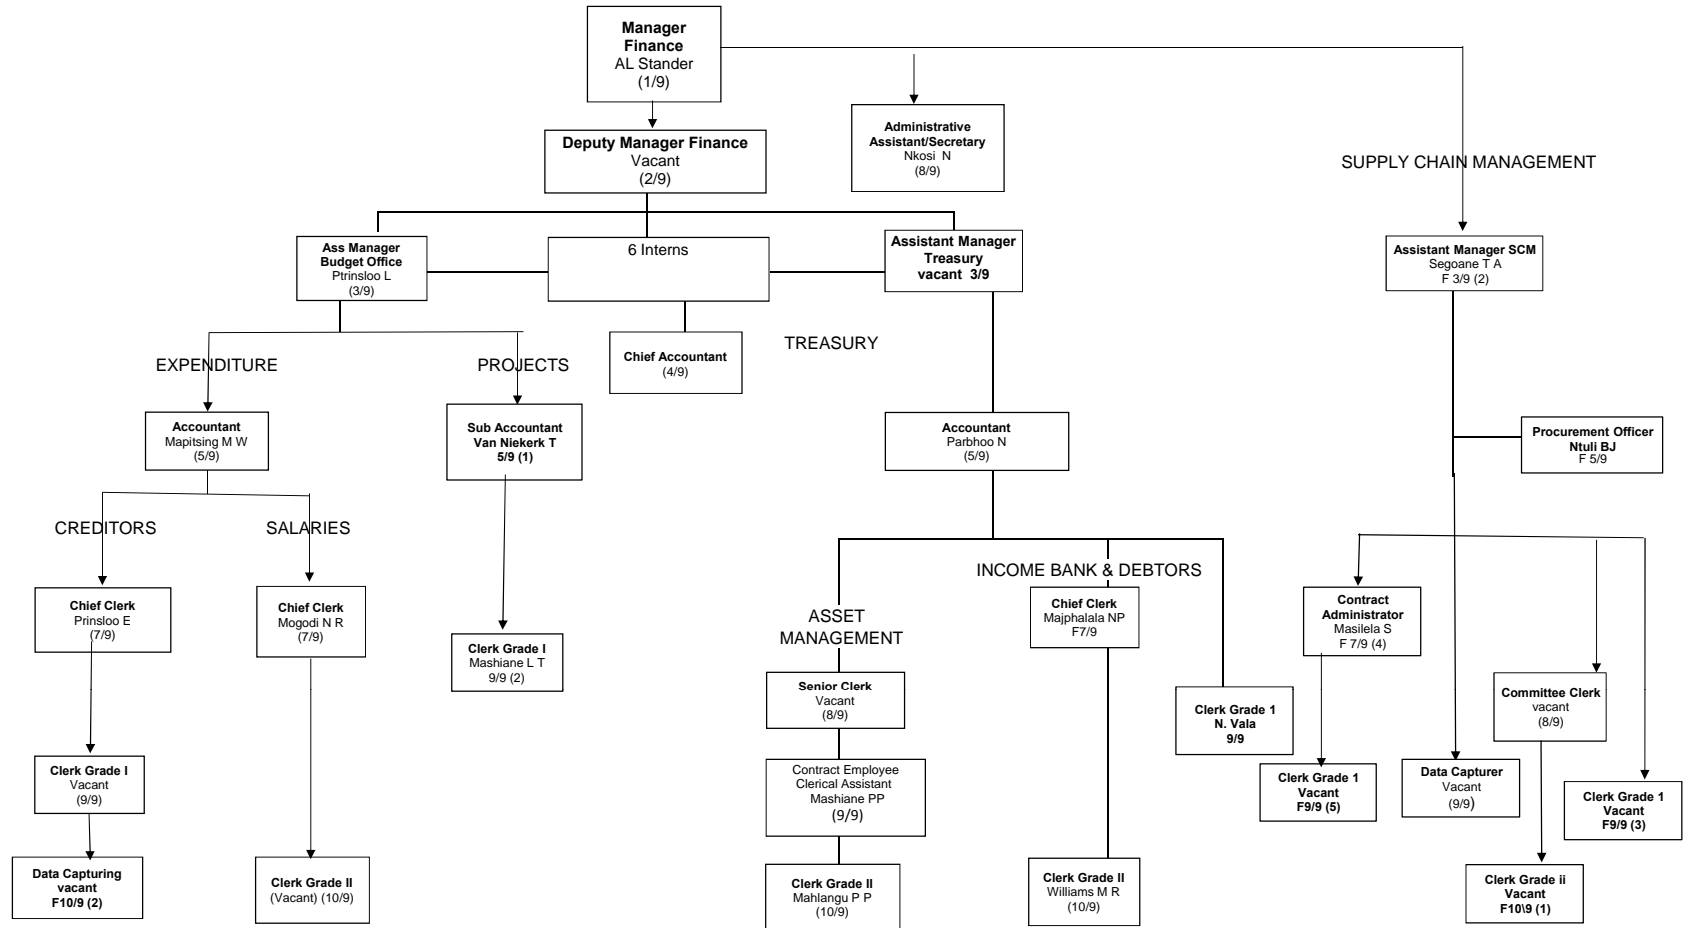 Manager
Finance
AL Stander
(1/9)
Deputy Manager Finance
Vacant
(2/9)
Administrative
Assistant/Secretary
Nkosi N
(8/9)
SUPPLY CHAIN MANAGEMENT
Ass Manager
Budget Office
Ptrinsloo L
(3/9)
6 Interns
Assistant Manager
Treasury
vacant 3/9
Assistant Manager SCM
Segoane T A
F 3/9 (2)
EXPENDITURE
PROJECTS
Chief Accountant
(4/9)
TREASURY
Accountant
Mapitsing M W
(5/9)
Sub Accountant
Van Niekerk T
5/9 (1)
Accountant
Parbhoo N
(5/9)
Procurement Officer
Ntuli BJ
F 5/9
CREDITORS
SALARIES
INCOME BANK & DEBTORS
Chief Clerk
Prinsloo E
(7/9)
Chief Clerk
Mogodi N R
(7/9)
Clerk Grade I
Mashiane L T
9/9 (2)
ASSET
MANAGEMENT
Chief Clerk
Majphalala NP
F7/9
Contract
Administrator
Masilela S
F 7/9 (4)
Senior Clerk
Vacant
(8/9)
Clerk Grade 1
N. Vala
9/9
Committee Clerk
vacant
(8/9)
Clerk Grade I
Vacant
(9/9)
Contract Employee
Clerical Assistant
Mashiane PP
(9/9)
Clerk Grade 1
Vacant
F9/9 (5)
Data Capturer
Vacant
(9/9)
Clerk Grade 1
Vacant
F9/9 (3)
Data Capturing
vacant
F10/9 (2)
Clerk Grade II
(Vacant) (10/9)
Clerk Grade II
Mahlangu P P
(10/9)
Clerk Grade II
Williams M R
(10/9)
Clerk Grade ii
Vacant
F10\9 (1)